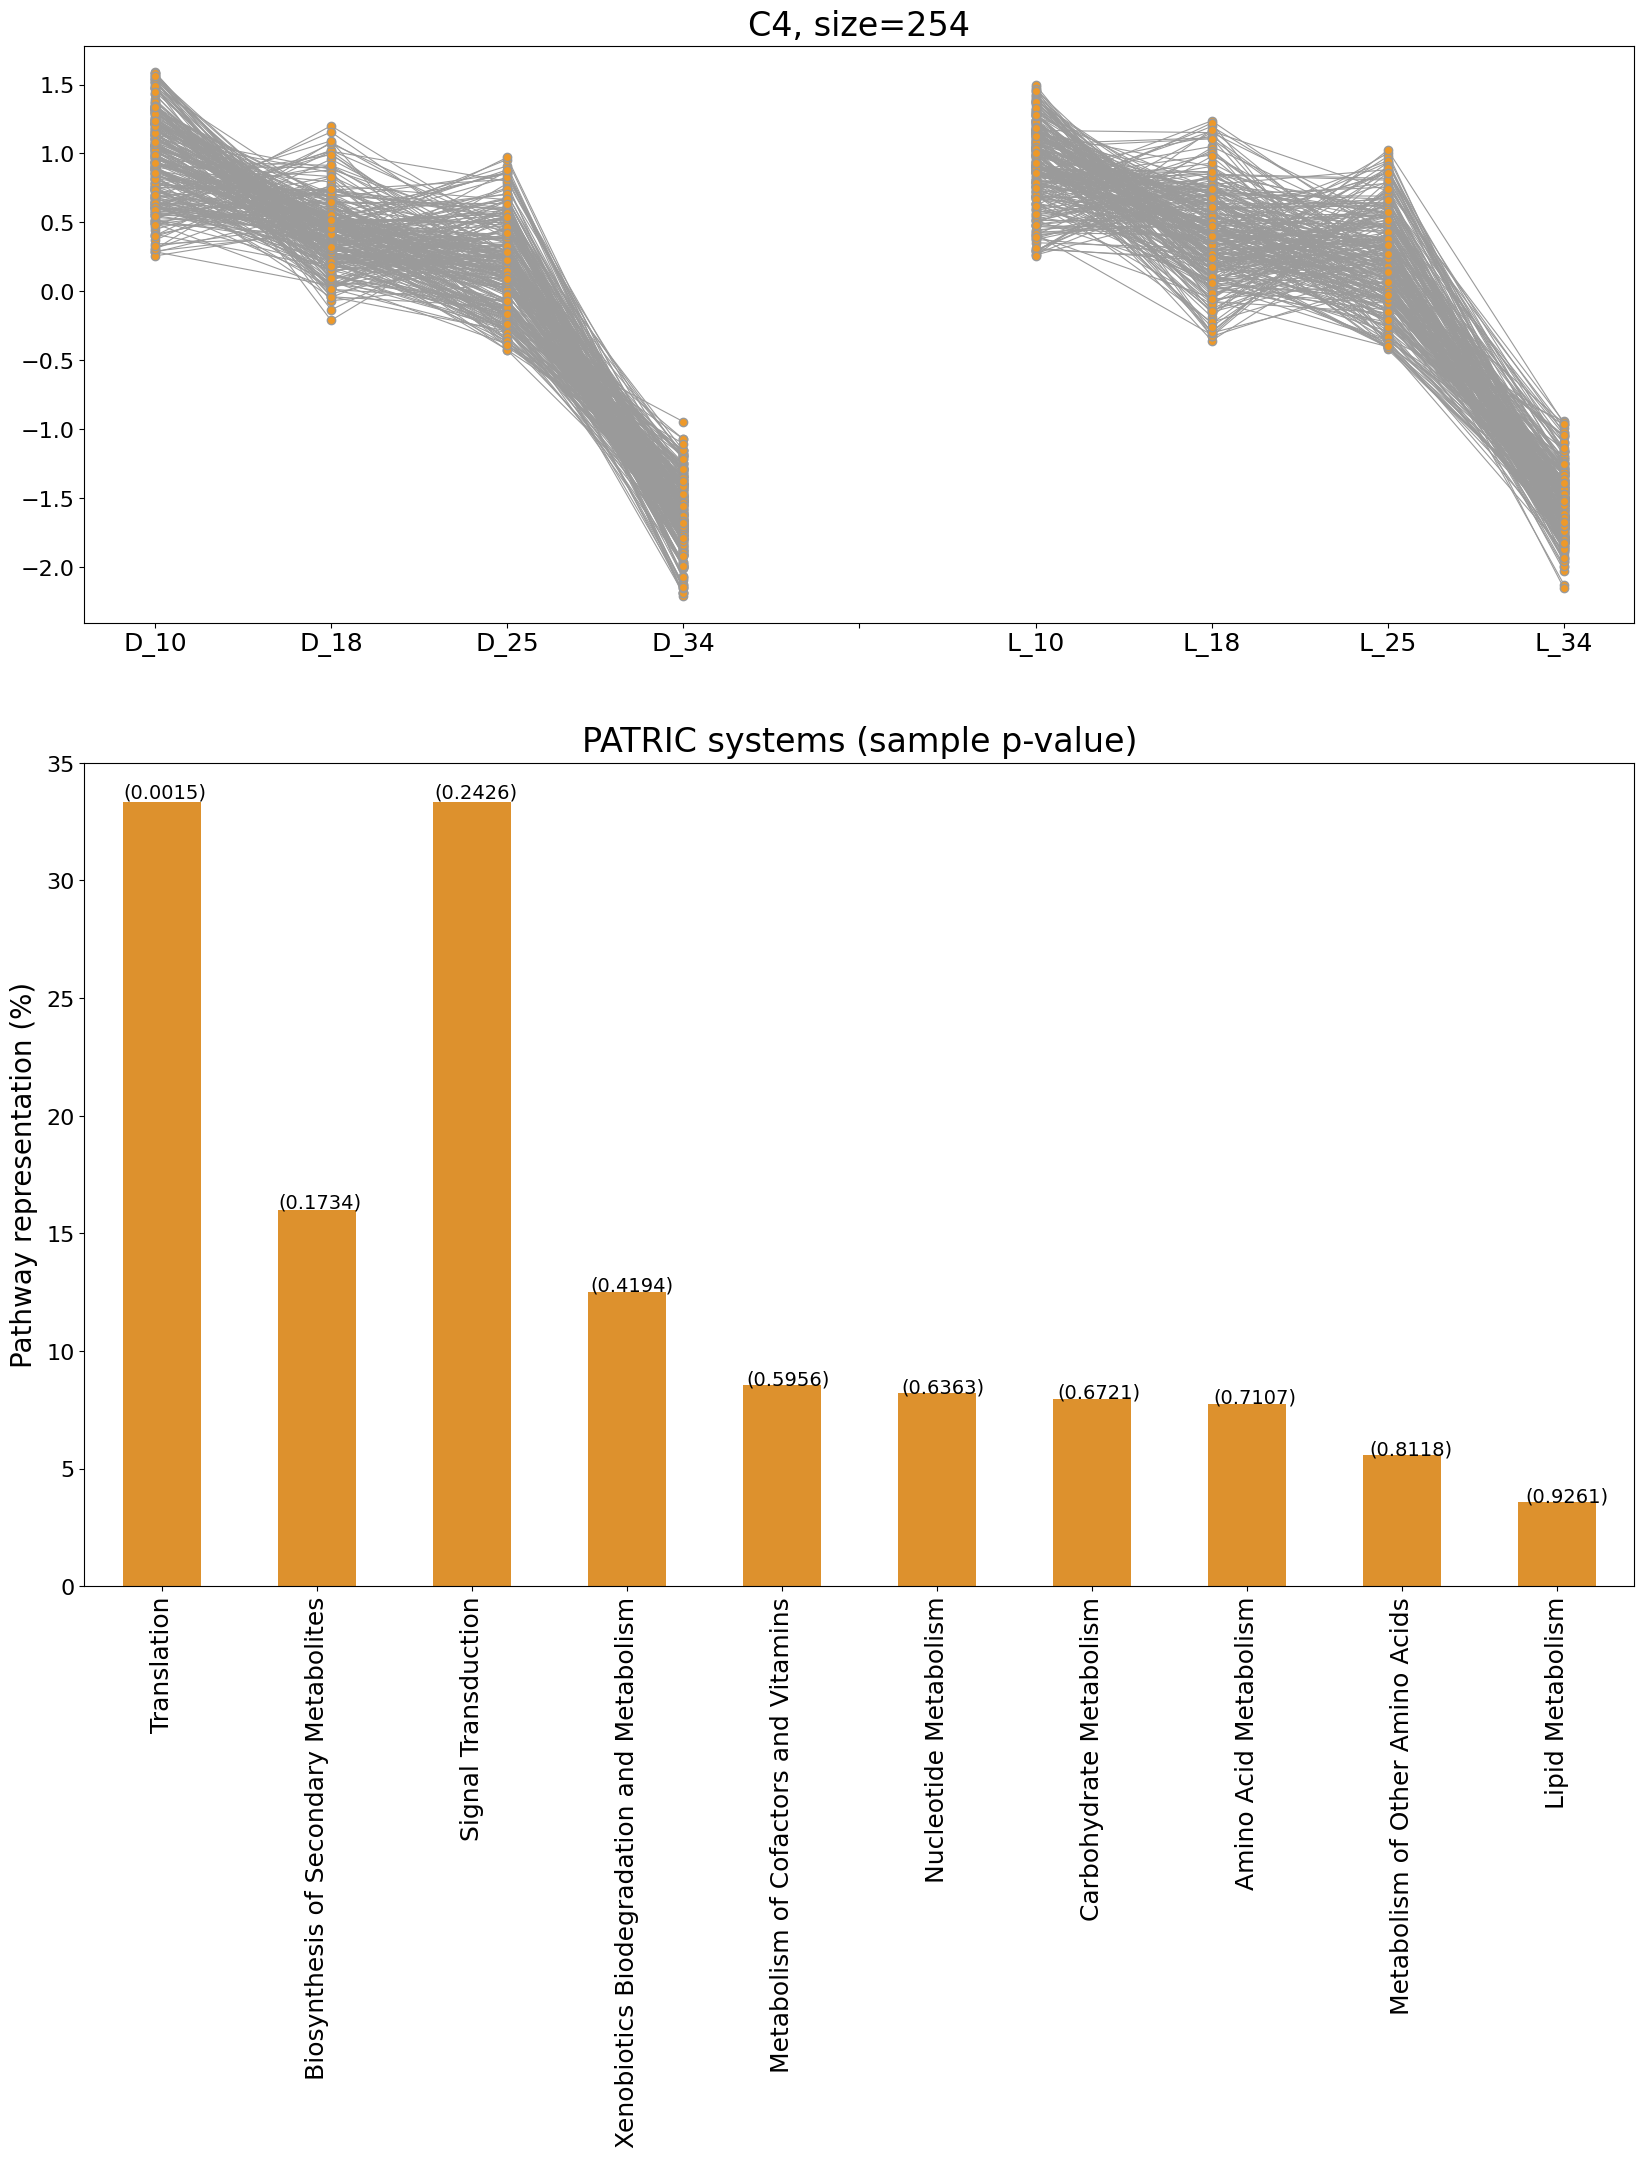 C4, size=254
1.5
1.0
0.5
0.0
−0.5
−1.0
−1.5
−2.0
D_10 D_18 D_25 D_34 L_10 L_18 L_25 L_34
PATRIC systems (sample p-value)
Pathway representation (%)
35
30
25
20
15
10
5
0
(0.0015)
(0.1734)
(0.2426)
(0.4194)
(0.5956)
(0.6363)
(0.6721)
(0.7107)
(0.8118)
(0.9261)
Translation
Biosynthesis of Secondary Metabolites
Signal Transduction
Xenobiotics Biodegradation and Metabolism
Metabolism of Cofactors and Vitamins
Nucleotide Metabolism
Carbohydrate Metabolism
Amino Acid Metabolism
Metabolism of Other Amino Acids
Lipid Metabolism